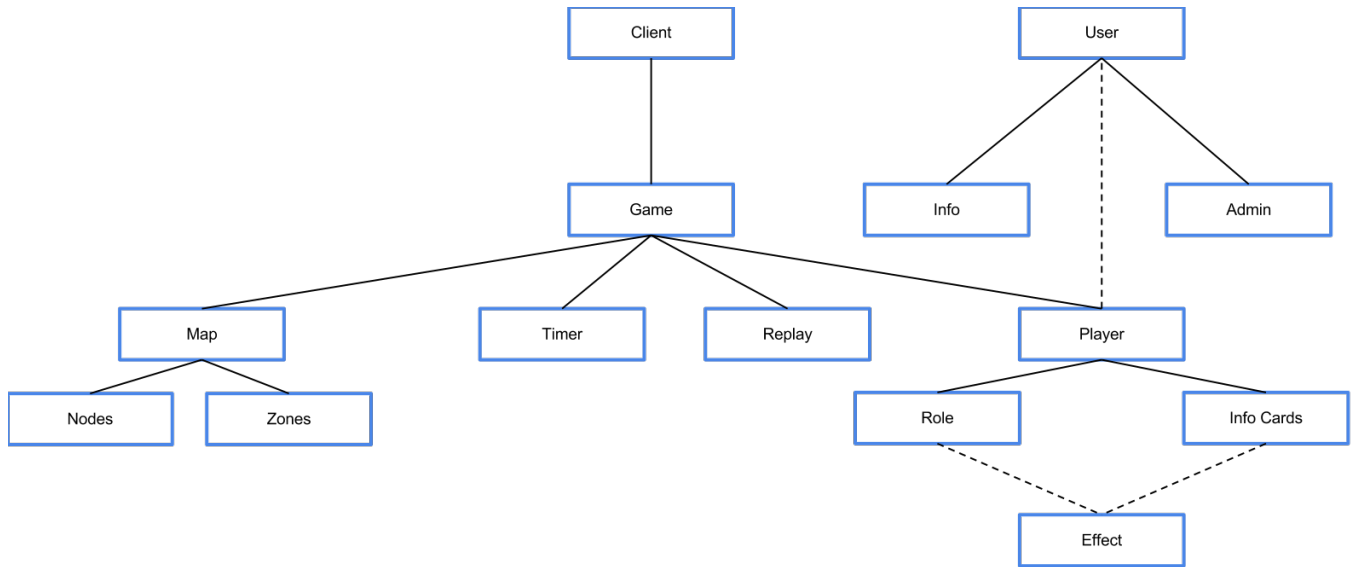 Client
User
Game
Info
Admin
Map
Timer
Replay
Player
Nodes
Zones
Role
Info Cards
Effect